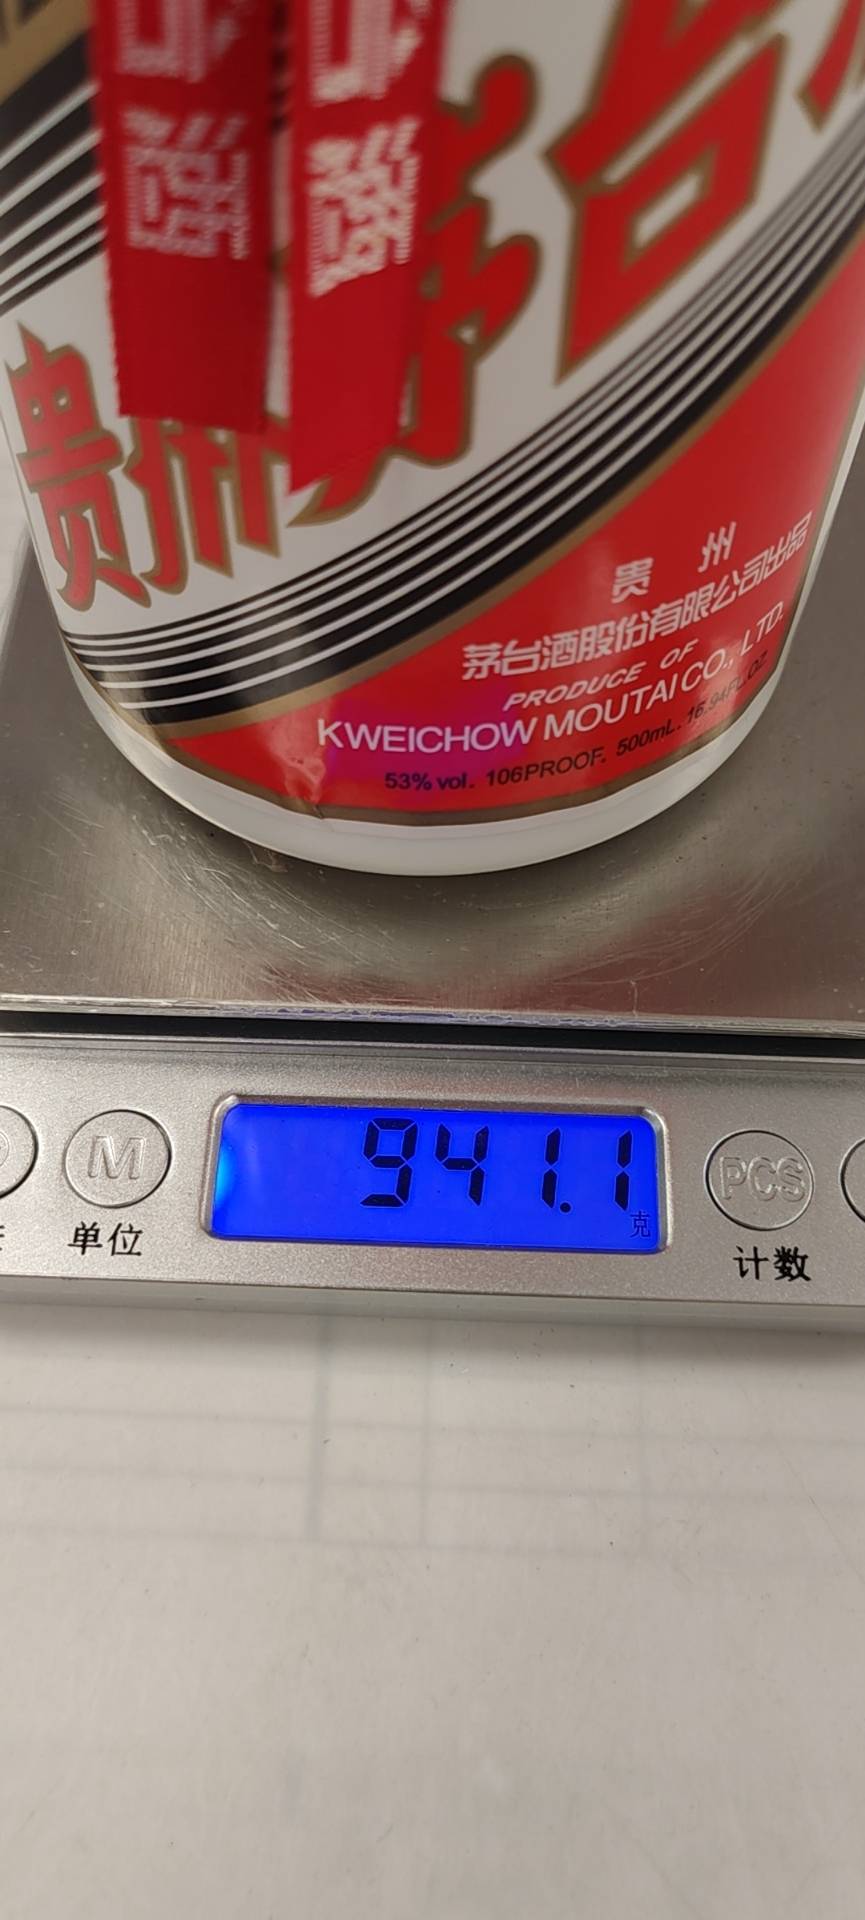 贵州茅台
贵州
茅台酒股份有限公司出品
PRODUCE OF
KWEICHOW MOUTAI CO., LTD.
53% vol. 106PROOF. 500mL. 16.94FL.OZ
941.1
克
M
PCS
单位
计数